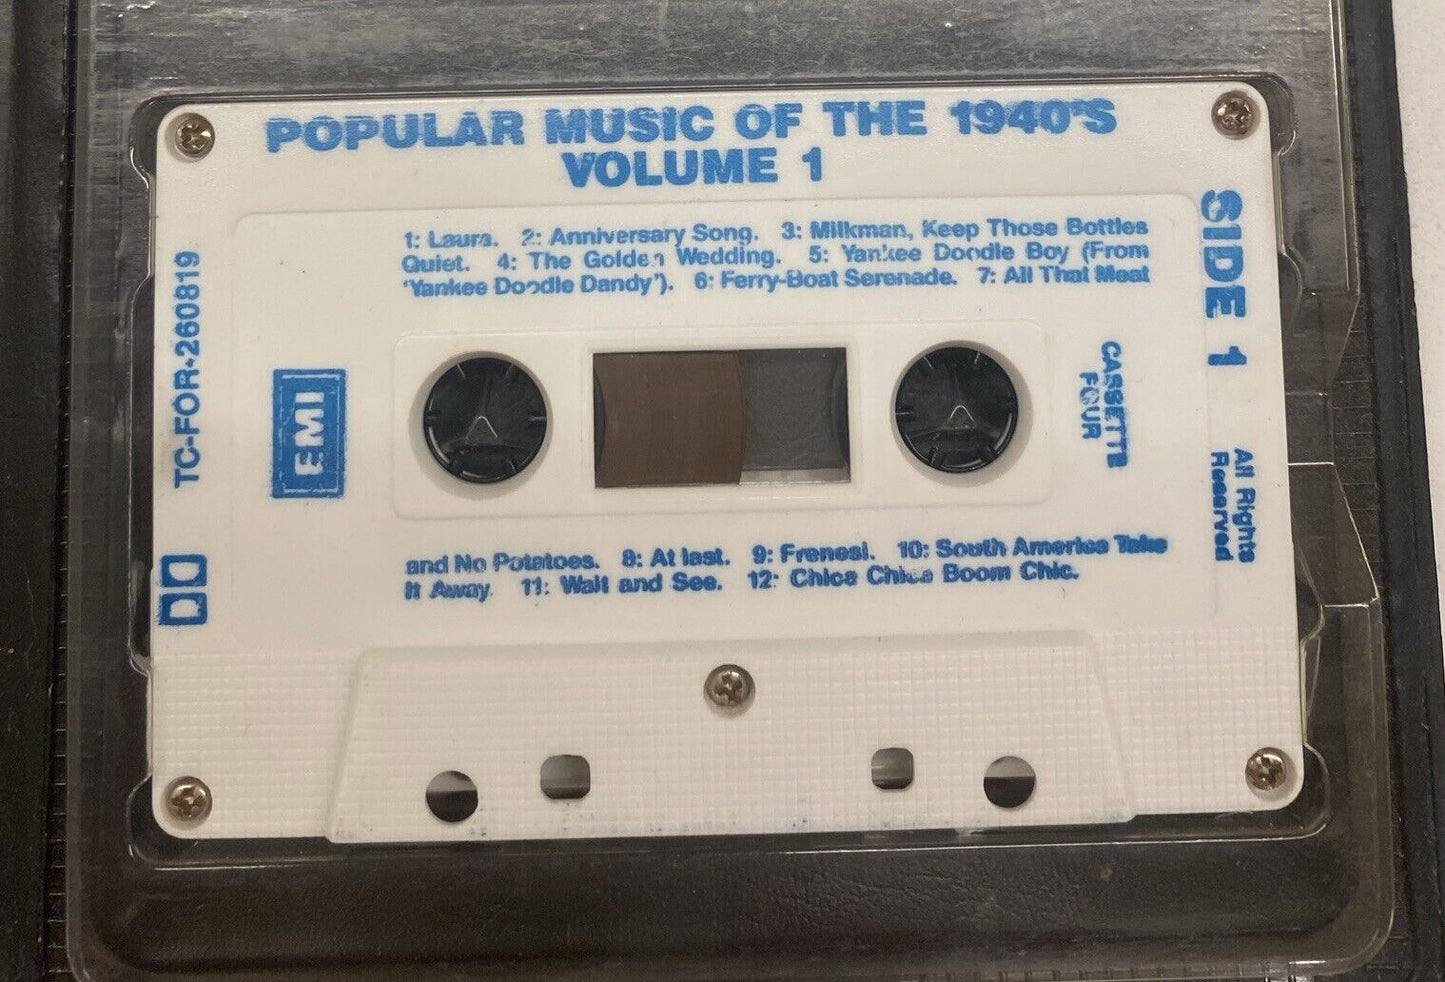 POPULAR MUSIC OF THE 1940'S
VOLUME 1
1: Laura. 2: Anniversary Song. 3: Milkman, Keep Those Bottles
Quiet. 4: The Golden Wedding. 5: Yankee Doodle Boy (From
'Yankee Doodle Dandy'). 6: Ferry-Boat Serenade. 7: All That Meat
and No Potatoes. 8: At last. 9: Frenesi. 10: South America Take
It Away. 11: Wait and See. 12: Chica Chica Boom Chic.
TC-FOR-260819
EMI
CASSETTE
FOUR
SIDE 1
All Rights
Reserved